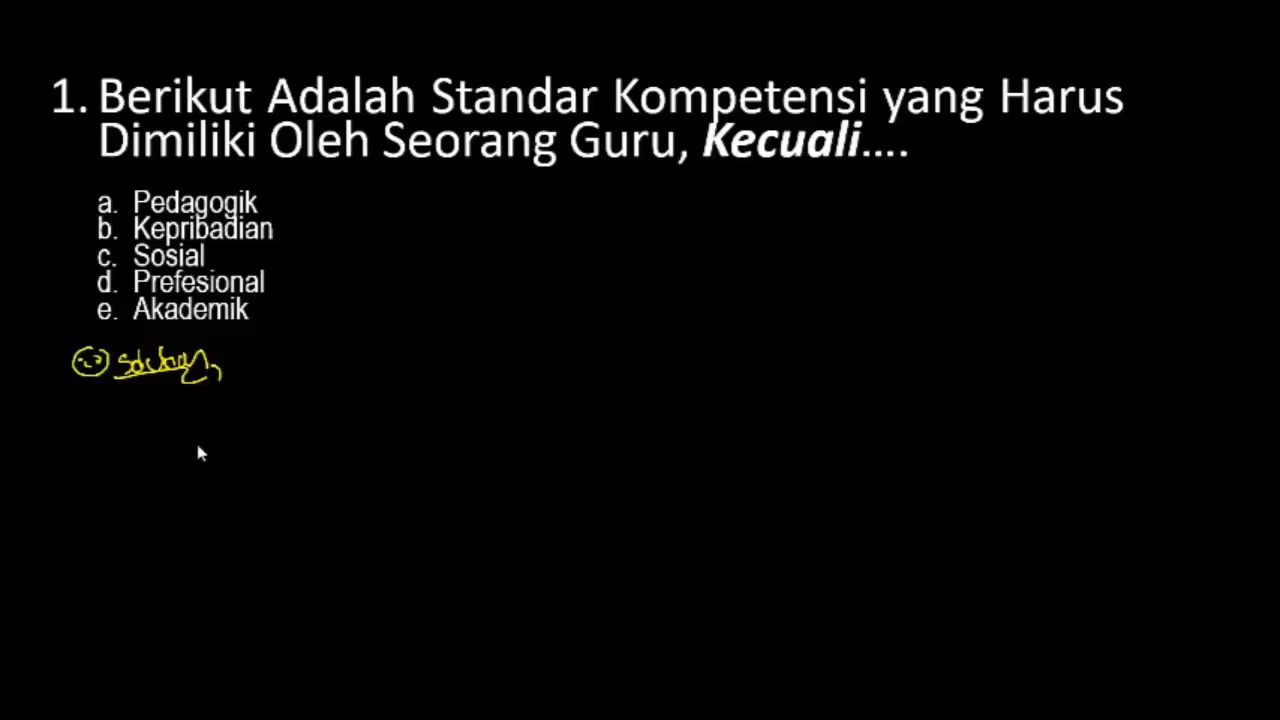 1. Berikut Adalah Standar Kompetensi yang Harus
Dimiliki Oleh Seorang Guru, Kecuali....
a. Pedagogik
b. Kepribadian
c. Sosial
d. Prefesional
e. Akademik